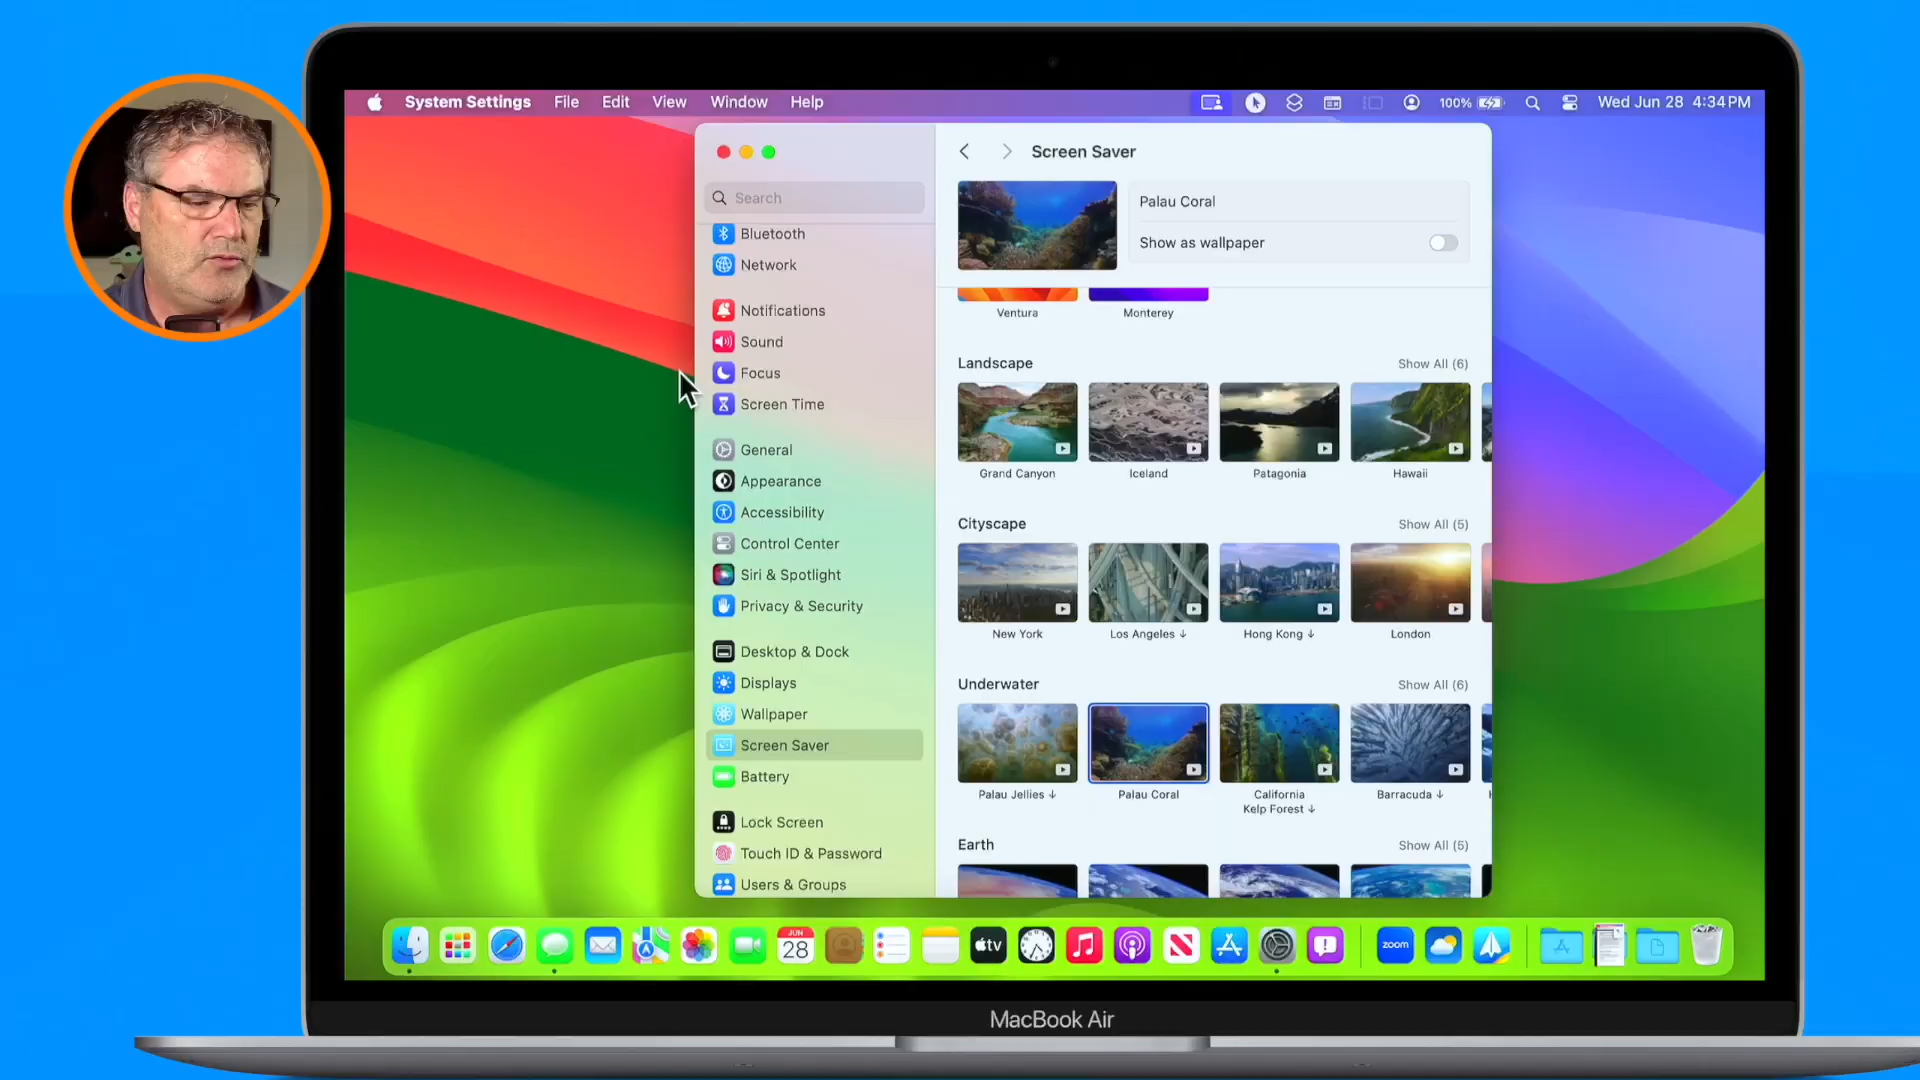 System Settings File Edit View Window Help 100% Wed Jun 28 4:34 PM
Search
Bluetooth
Network
Notifications
Sound
Focus
Screen Time
General
Appearance
Accessibility
Control Center
Siri & Spotlight
Privacy & Security
Desktop & Dock
Displays
Wallpaper
Screen Saver
Battery
Lock Screen
Touch ID & Password
Users & Groups
Screen Saver
Palau Coral
Show as wallpaper
Ventura Monterey
Landscape Show All (6)
Grand Canyon Iceland Patagonia Hawaii
Cityscape Show All (5)
New York Los Angeles ↓ Hong Kong ↓ London
Underwater Show All (6)
Palau Jellies ↓ Palau Coral California Barracuda ↓
Kelp Forest ↓
Earth Show All (5)
JUN
28
tv
zoom
MacBook Air